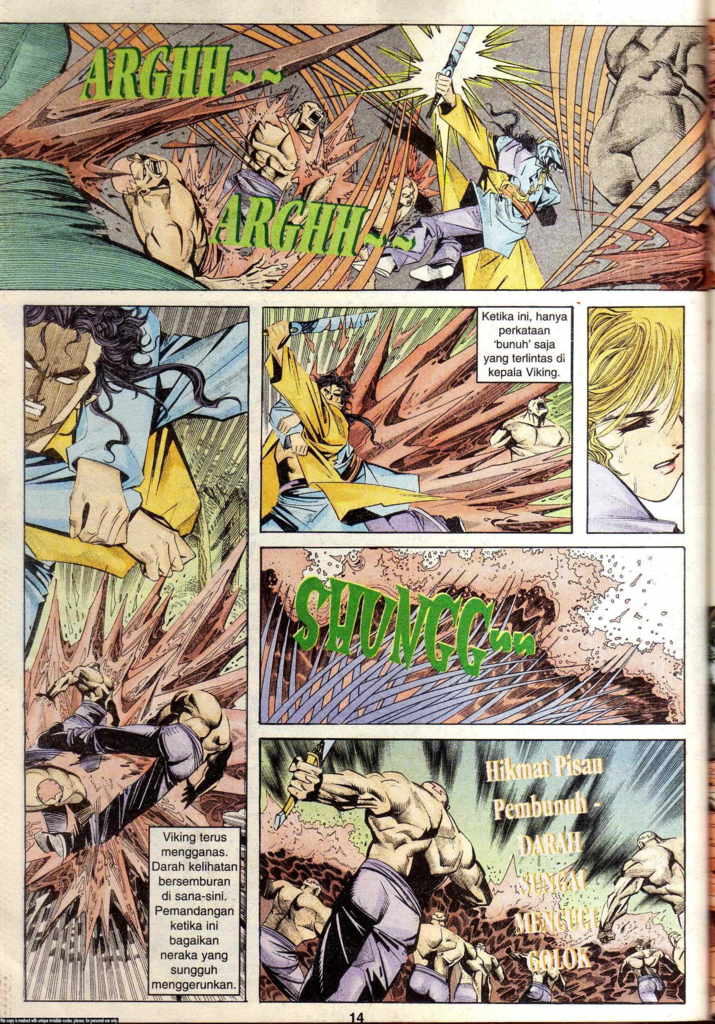 ARGHH~~
ARGHH~~
Ketika ini, hanya
perkataan
‘bunuh’ saja
yang terlintas di
kepala Viking.
SHUNGG
Viking terus
mengganas.
Darah kelihatan
bersemburan
di sana-sini.
Pemandangan
ketika ini
bagaikan
neraka yang
sungguh
menggerunkan.
Hikmat Pisau
Pembunuh -
DARAH
SUNGAI
GOLOK
14